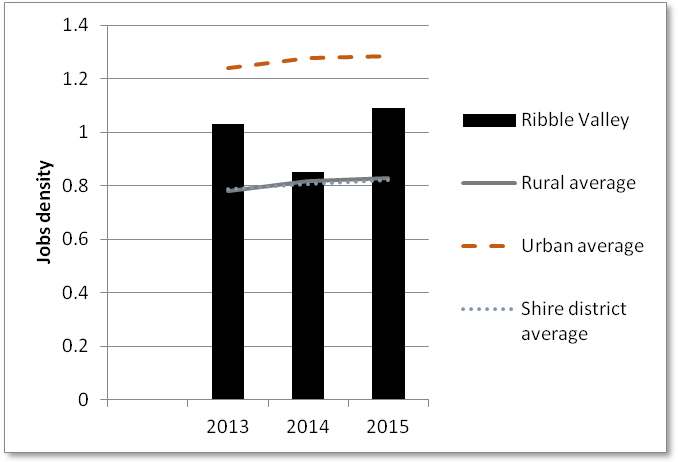 1.4
1.2
1
0.8
0.6
0.4
0.2
0
Jobs density
2013
2014
2015
Ribble Valley
Rural average
Urban average
Shire district
average